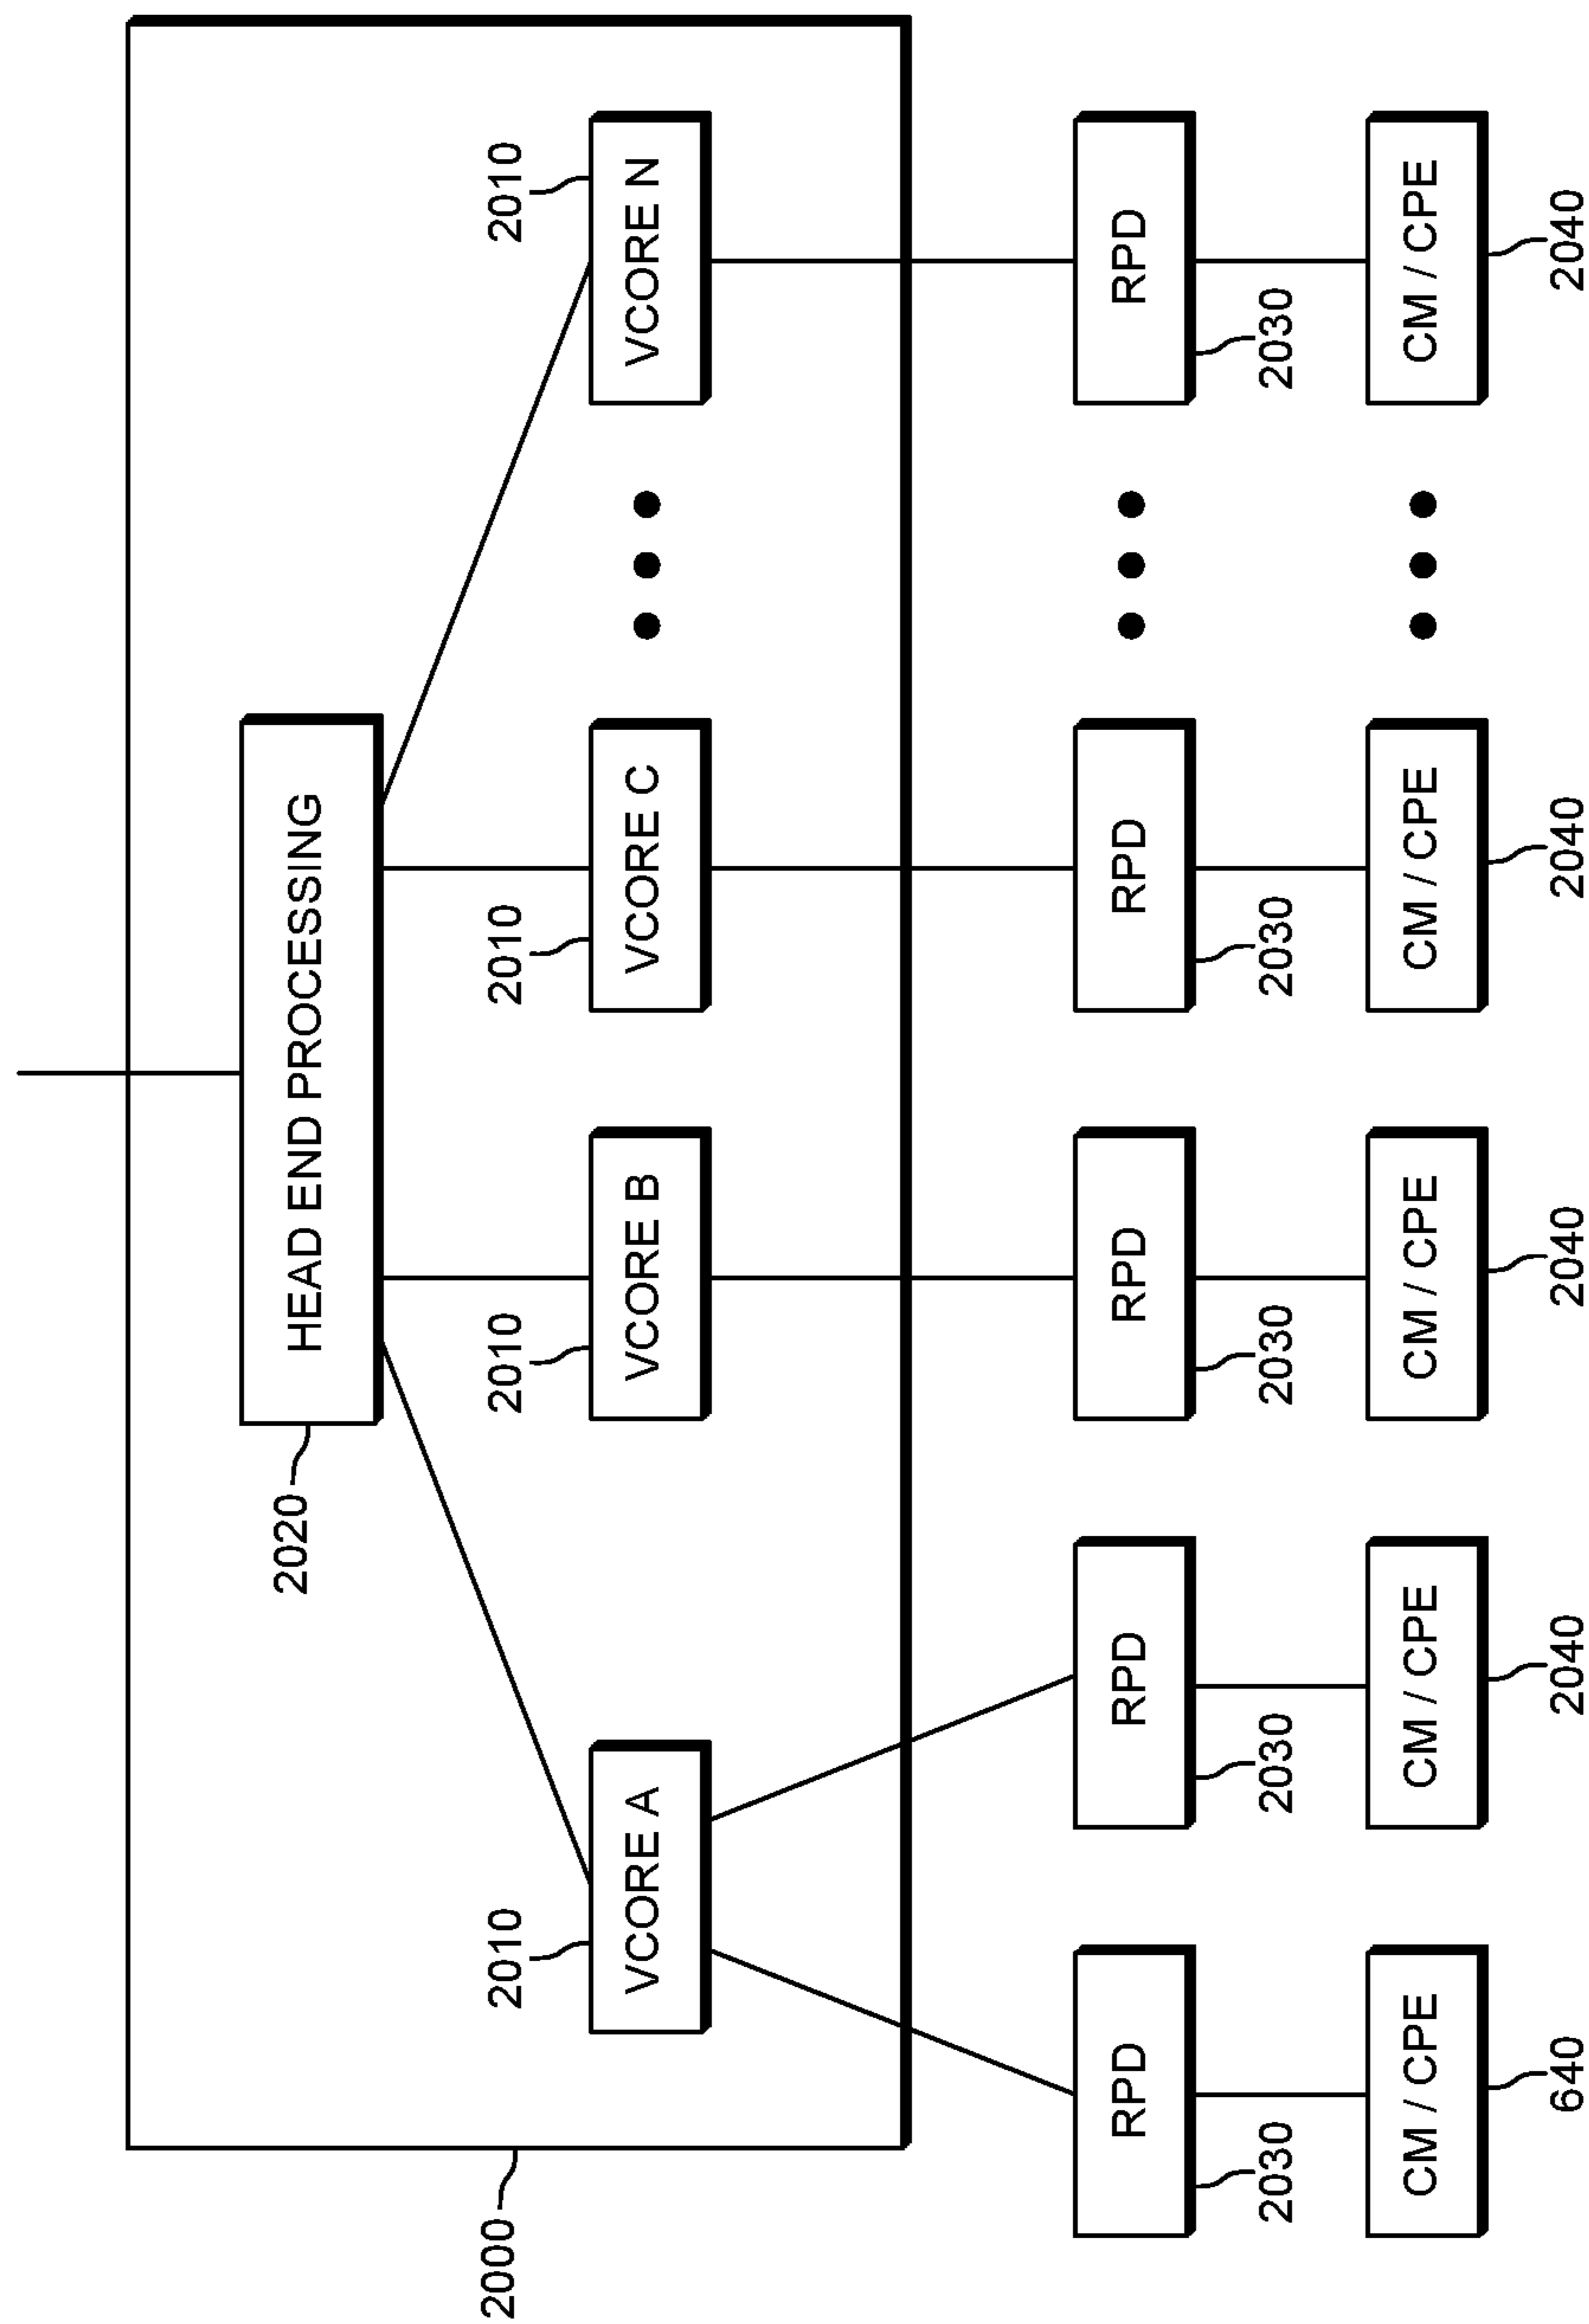 HEAD END PROCESSING
2020
2000
2010
2010
2010
2010
VCORE A
VCORE B
VCORE C
VCORE N
RPD
RPD
RPD
RPD
RPD
2030
2030
2030
2030
2030
CM / CPE
CM / CPE
CM / CPE
CM / CPE
CM / CPE
640
2040
2040
2040
2040